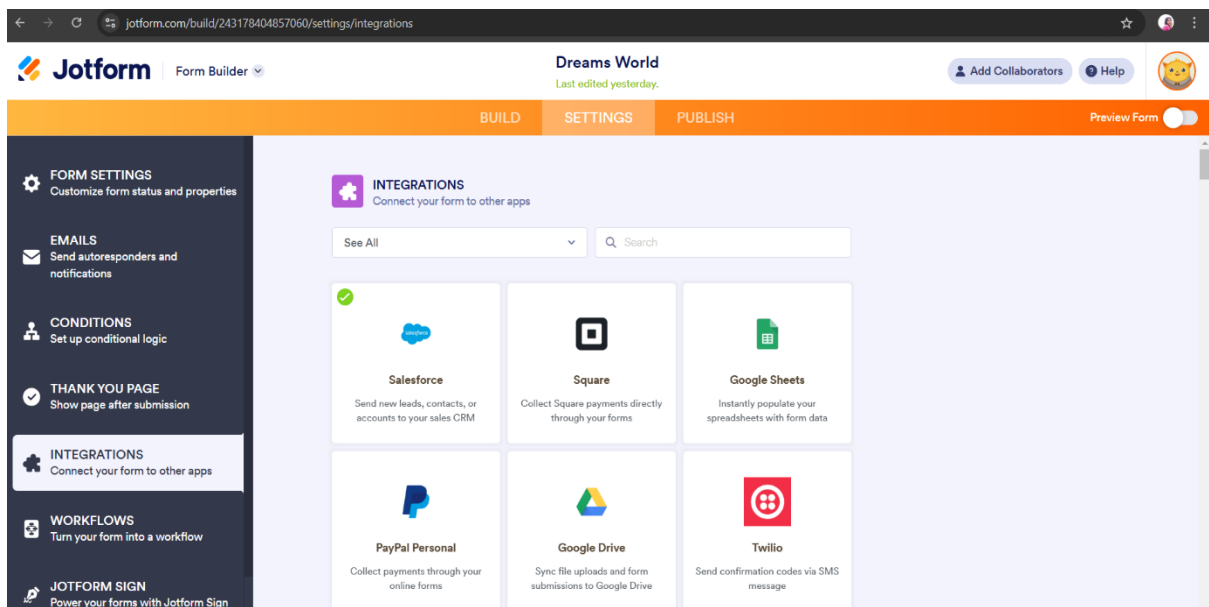 jotform.com/build/243178404857060/settings/integrations
Jotform
Form Builder
Dreams World
Last edited yesterday.
Add Collaborators
Help
BUILD
SETTINGS
PUBLISH
Preview Form
FORM SETTINGS
Customize form status and properties
EMAILS
Send autoresponders and
notifications
CONDITIONS
Set up conditional logic
THANK YOU PAGE
Show page after submission
INTEGRATIONS
Connect your form to other apps
WORKFLOWS
Turn your form into a workflow
JOTFORM SIGN
Power your forms with Jotform Sign
INTEGRATIONS
Connect your form to other apps
See All
Search
salesforce
Salesforce
Send new leads, contacts, or
accounts to your sales CRM
Square
Collect Square payments directly
through your forms
Google Sheets
Instantly populate your
spreadsheets with form data
PayPal Personal
Collect payments through your
online forms
Google Drive
Sync file uploads and form
submissions to Google Drive
Twilio
Send confirmation codes via SMS
message